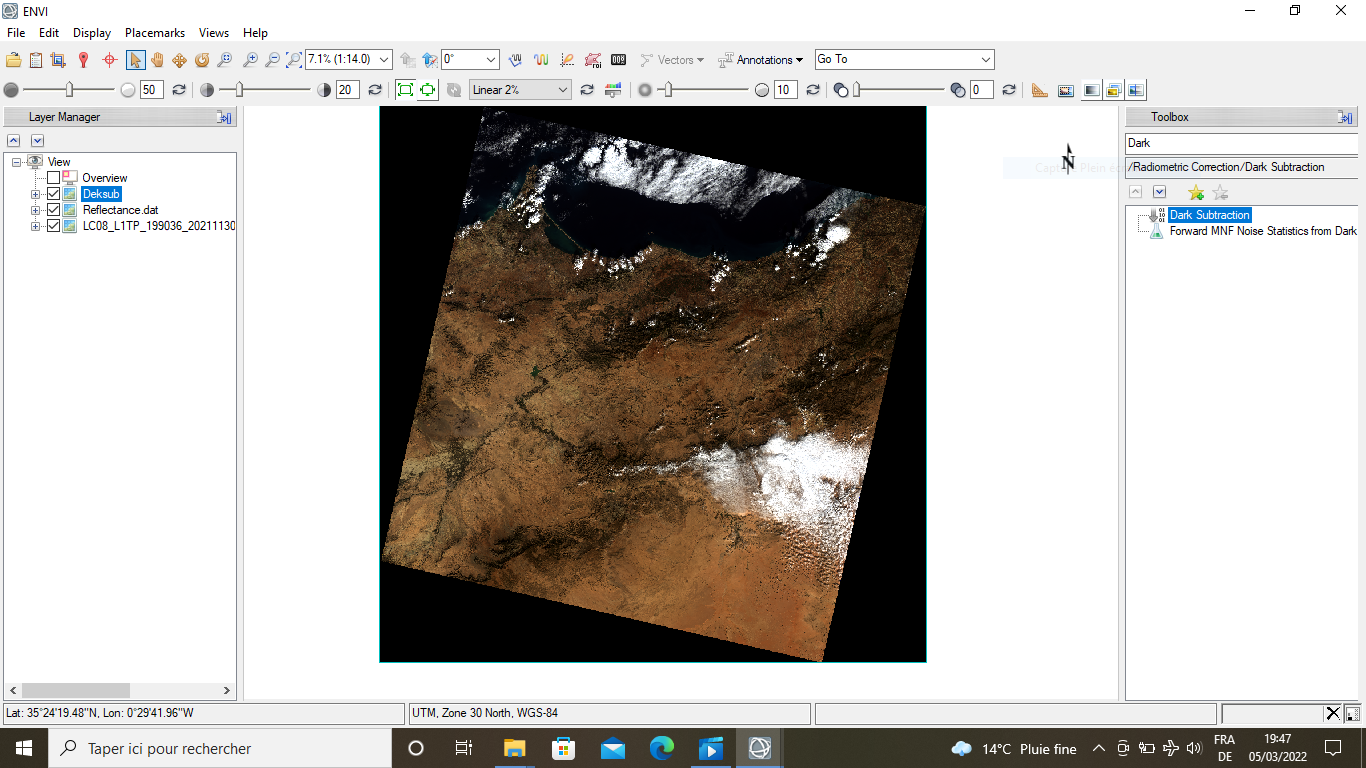 ENVI
File Edit Display Placemarks Views Help
7.1% (1:14.0) 0° Vectors Annotations Go To
50 20 Linear 2% 10 0
Layer Manager
View
Overview
Deksub
Reflectance.dat
LC08_L1TP_199036_20211130
Toolbox
Dark
/Radiometric Correction/Dark Subtraction
Dark Subtraction
Forward MNF Noise Statistics from Dark
N
Lat: 35°24'19.48"N, Lon: 0°29'41.96"W
UTM, Zone 30 North, WGS-84
Taper ici pour rechercher
14°C Pluie fine
FRA
DE
19:47
05/03/2022